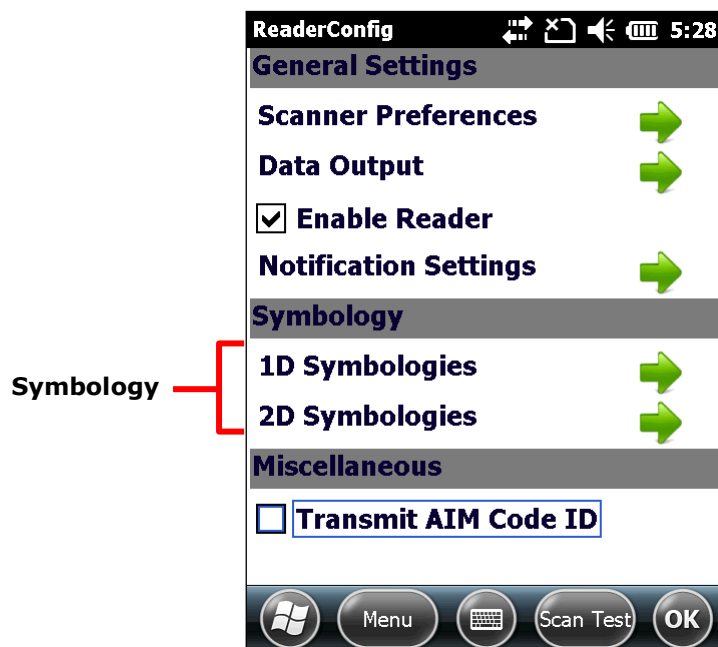 ReaderConfig 5:28
General Settings
Scanner Preferences
Data Output
Enable Reader
Notification Settings
Symbology
1D Symbologies
Symbology
2D Symbologies
Miscellaneous
Transmit AIM Code ID
Menu Scan Test OK